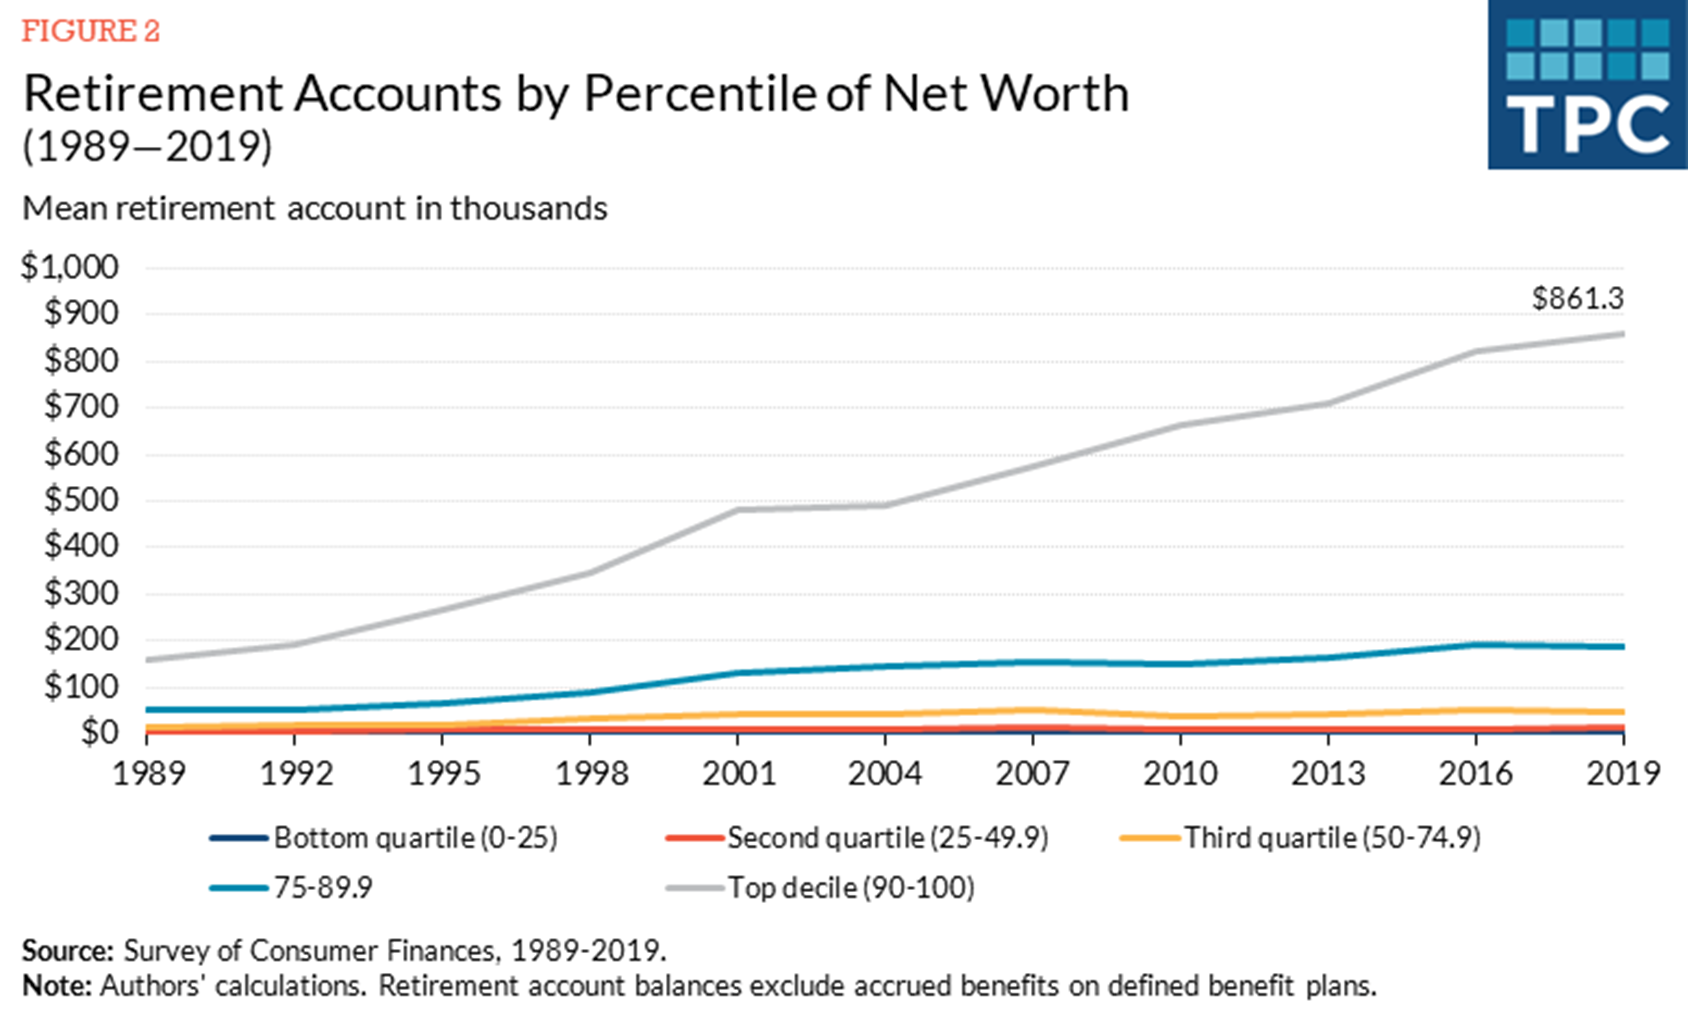 FIGURE 2
TPC
Retirement Accounts by Percentile of Net Worth
(1989—2019)
Mean retirement account in thousands
$1,000
$900
$861.3
$800
$700
$600
$500
$400
$300
$200
$100
$0
1989 1992 1995 1998 2001 2004 2007 2010 2013 2016 2019
Bottom quartile (0-25) Second quartile (25-49.9) Third quartile (50-74.9)
75-89.9 Top decile (90-100)
Source: Survey of Consumer Finances, 1989-2019.
Note: Authors' calculations. Retirement account balances exclude accrued benefits on defined benefit plans.